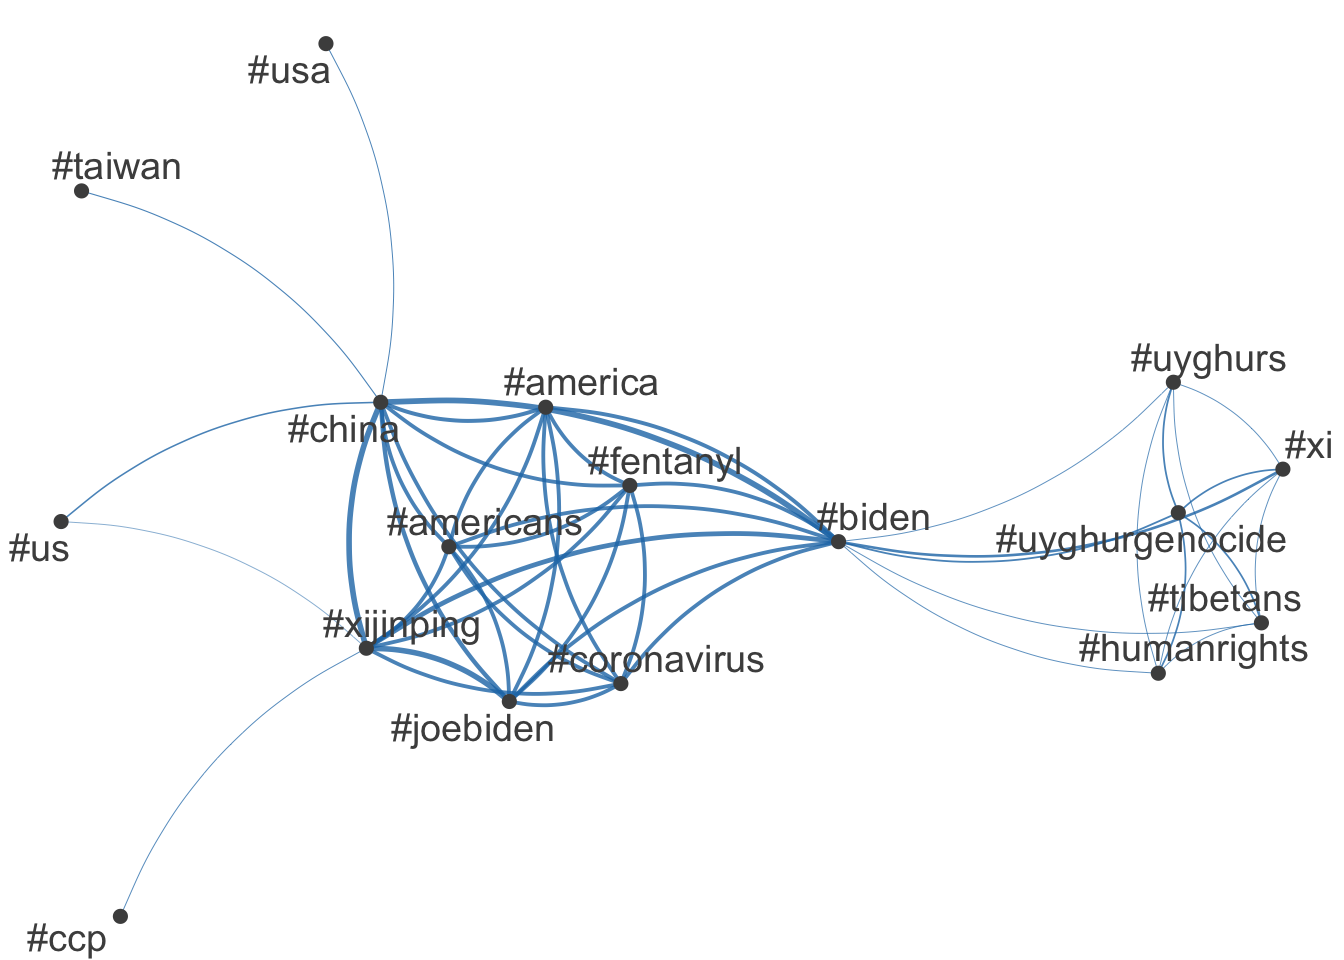 #usa
#taiwan
#uyghurs
#america
#china
#xi
#fentanyl
#americans
#biden
#uyghurgenocide
#us
#tibetans
#xijinping
#humanrights
#coronavirus
#joebiden
#ccp